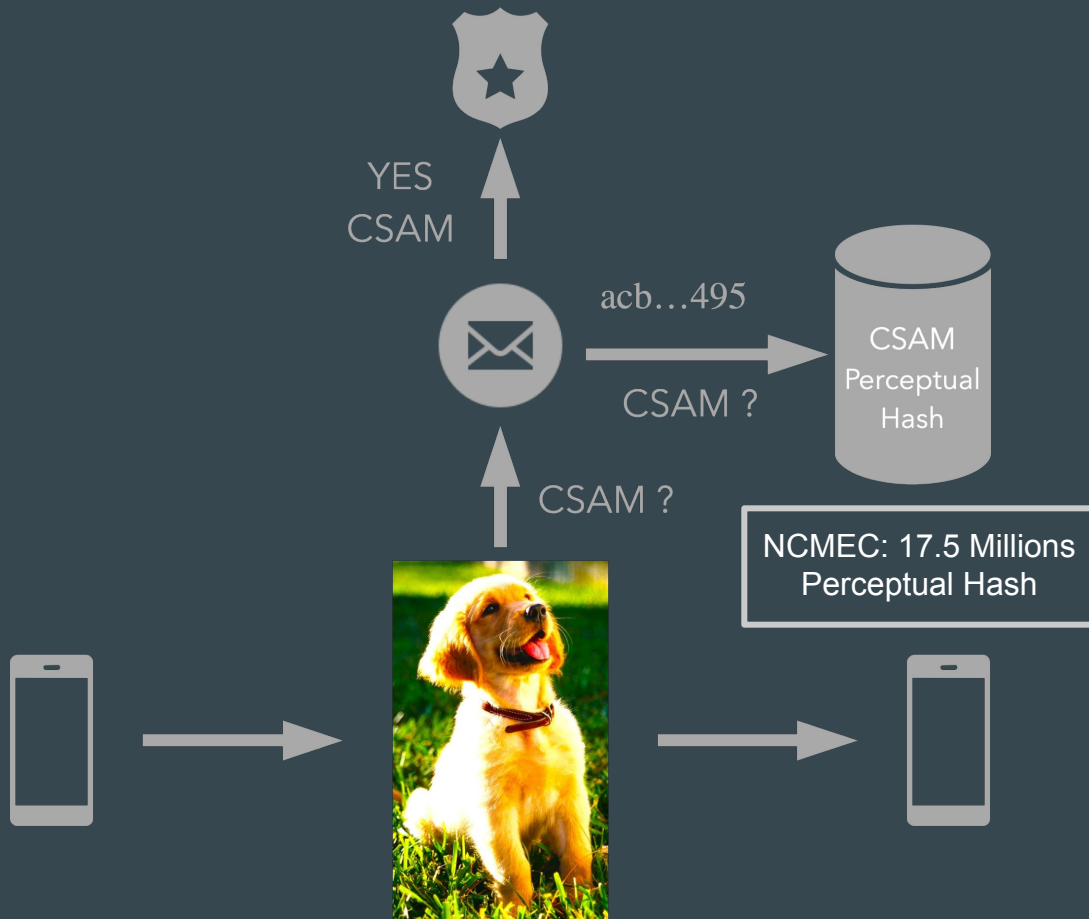 YES
CSAM
acb…495
CSAM ?
CSAM
Perceptual
Hash
CSAM ?
NCMEC: 17.5 Millions
Perceptual Hash